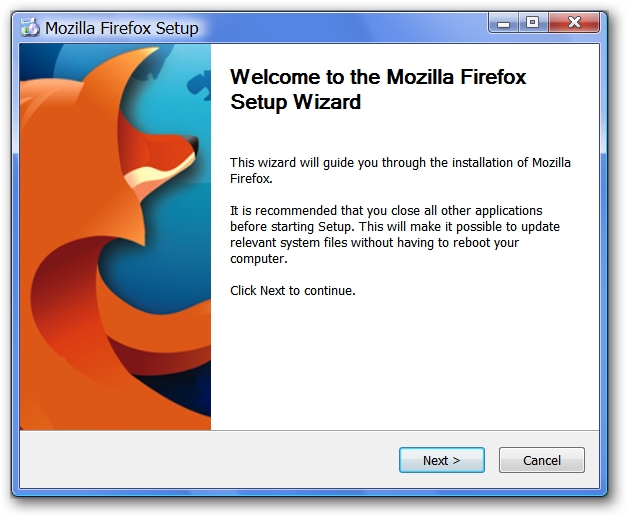 Mozilla Firefox Setup
Welcome to the Mozilla Firefox
Setup Wizard
This wizard will guide you through the installation of Mozilla
Firefox.
It is recommended that you close all other applications
before starting Setup. This will make it possible to update
relevant system files without having to reboot your
computer.
Click Next to continue.
Next >
Cancel